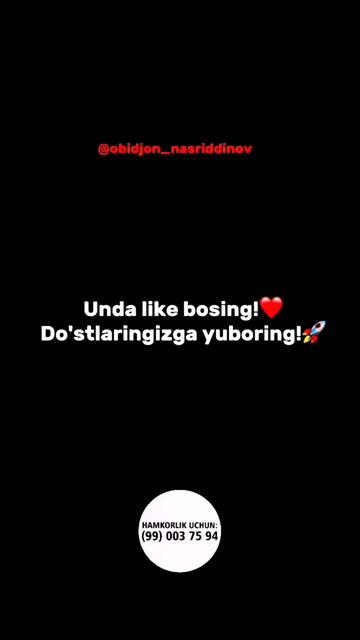 @obidjon_nasriddinov
Unda like bosing!❤️
Do'stlaringizga yuboring!🚀
HAMKORLIK UCHUN:
(99) 003 75 94